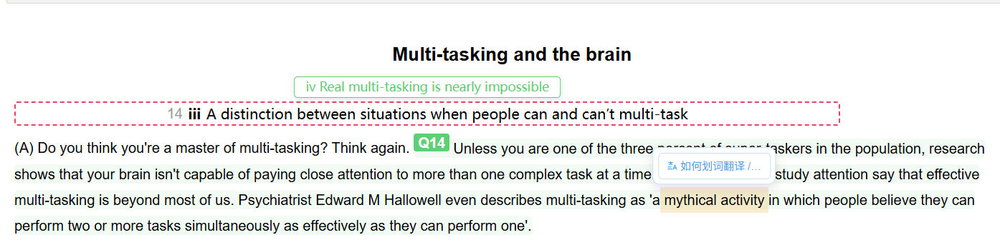 Multi-tasking and the brain
iv Real multi-tasking is nearly impossible
14 iii A distinction between situations when people can and can't multi-task
(A) Do you think you're a master of multi-tasking? Think again. Q14 Unless you are one of the three percent of super-taskers in the population, research
shows that your brain isn't capable of paying close attention to more than one complex task at a time. 如何划词翻译 /... study attention say that effective
multi-tasking is beyond most of us. Psychiatrist Edward M Hallowell even describes multi-tasking as 'a mythical activity in which people believe they can
perform two or more tasks simultaneously as effectively as they can perform one'.